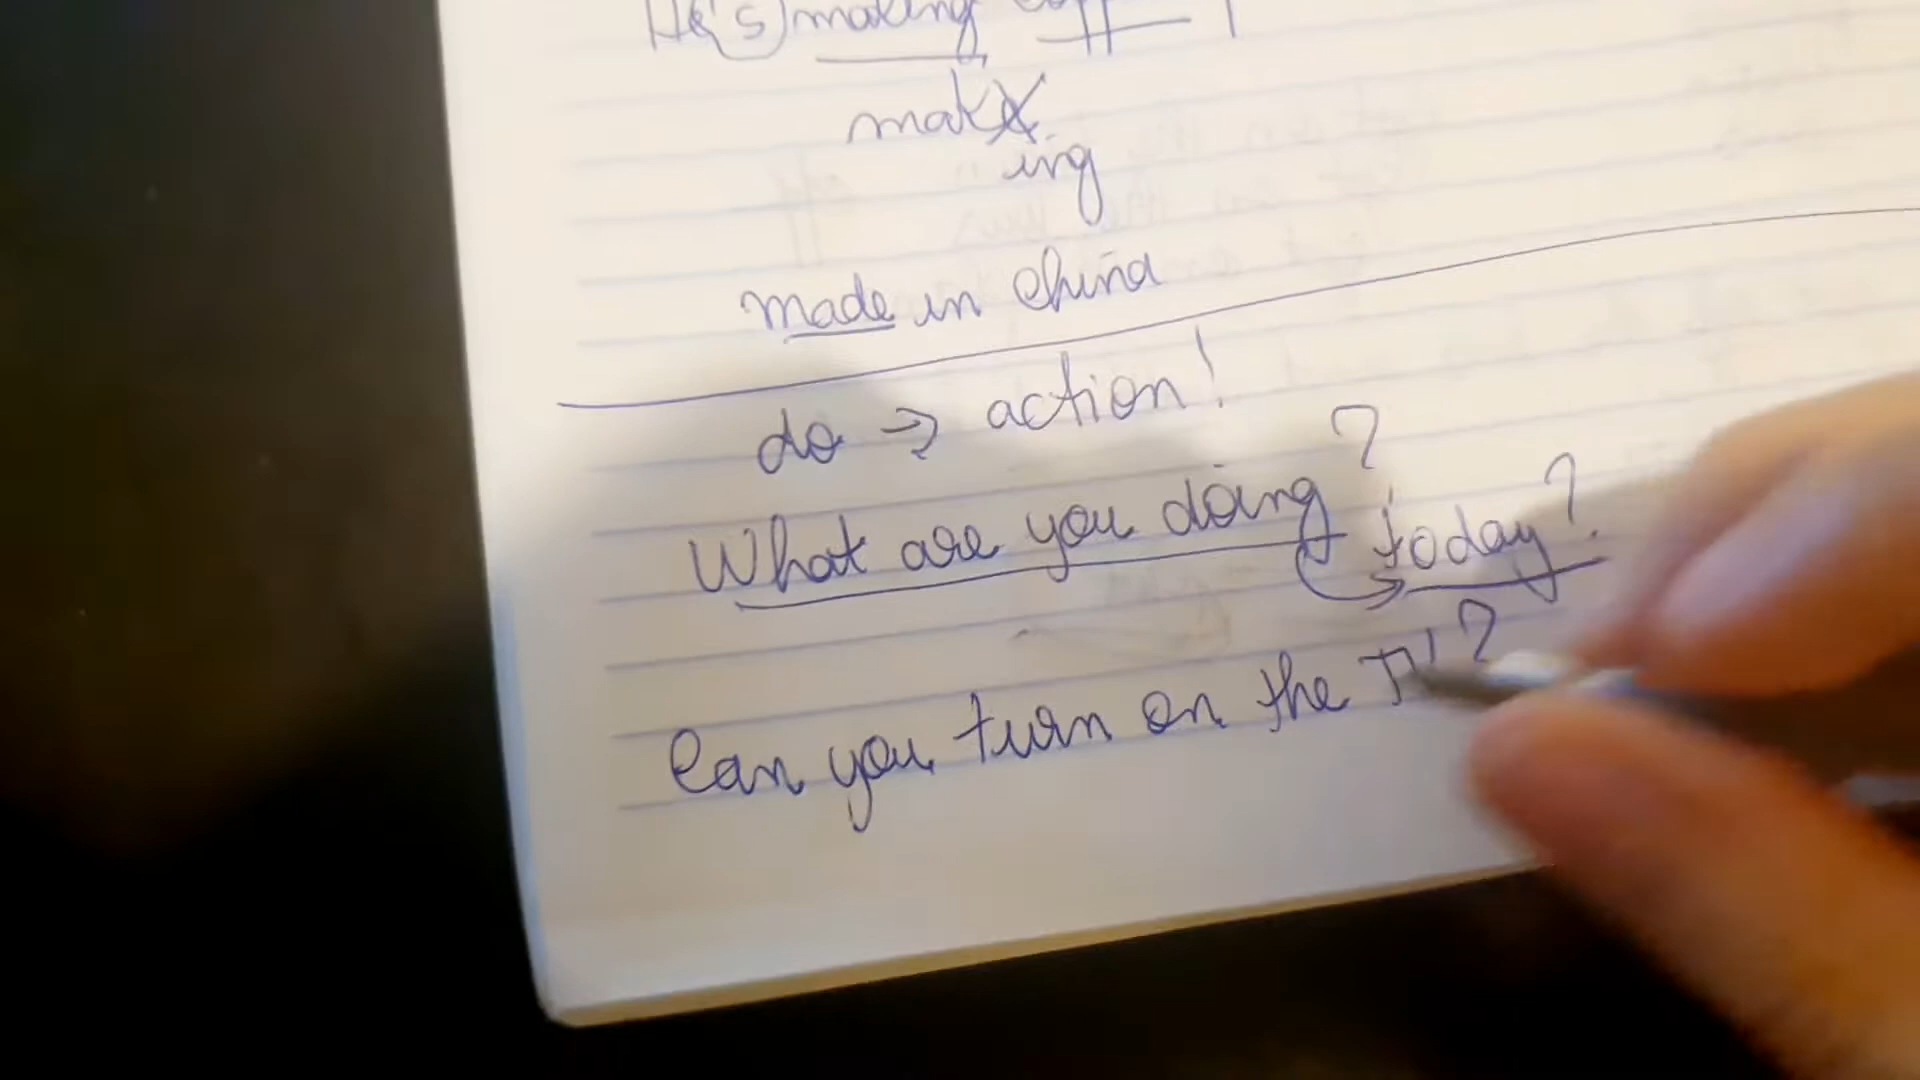 He('s) making
make
ing
made in China
do → action!
What are you doing?
today?
Can you turn on the TV?